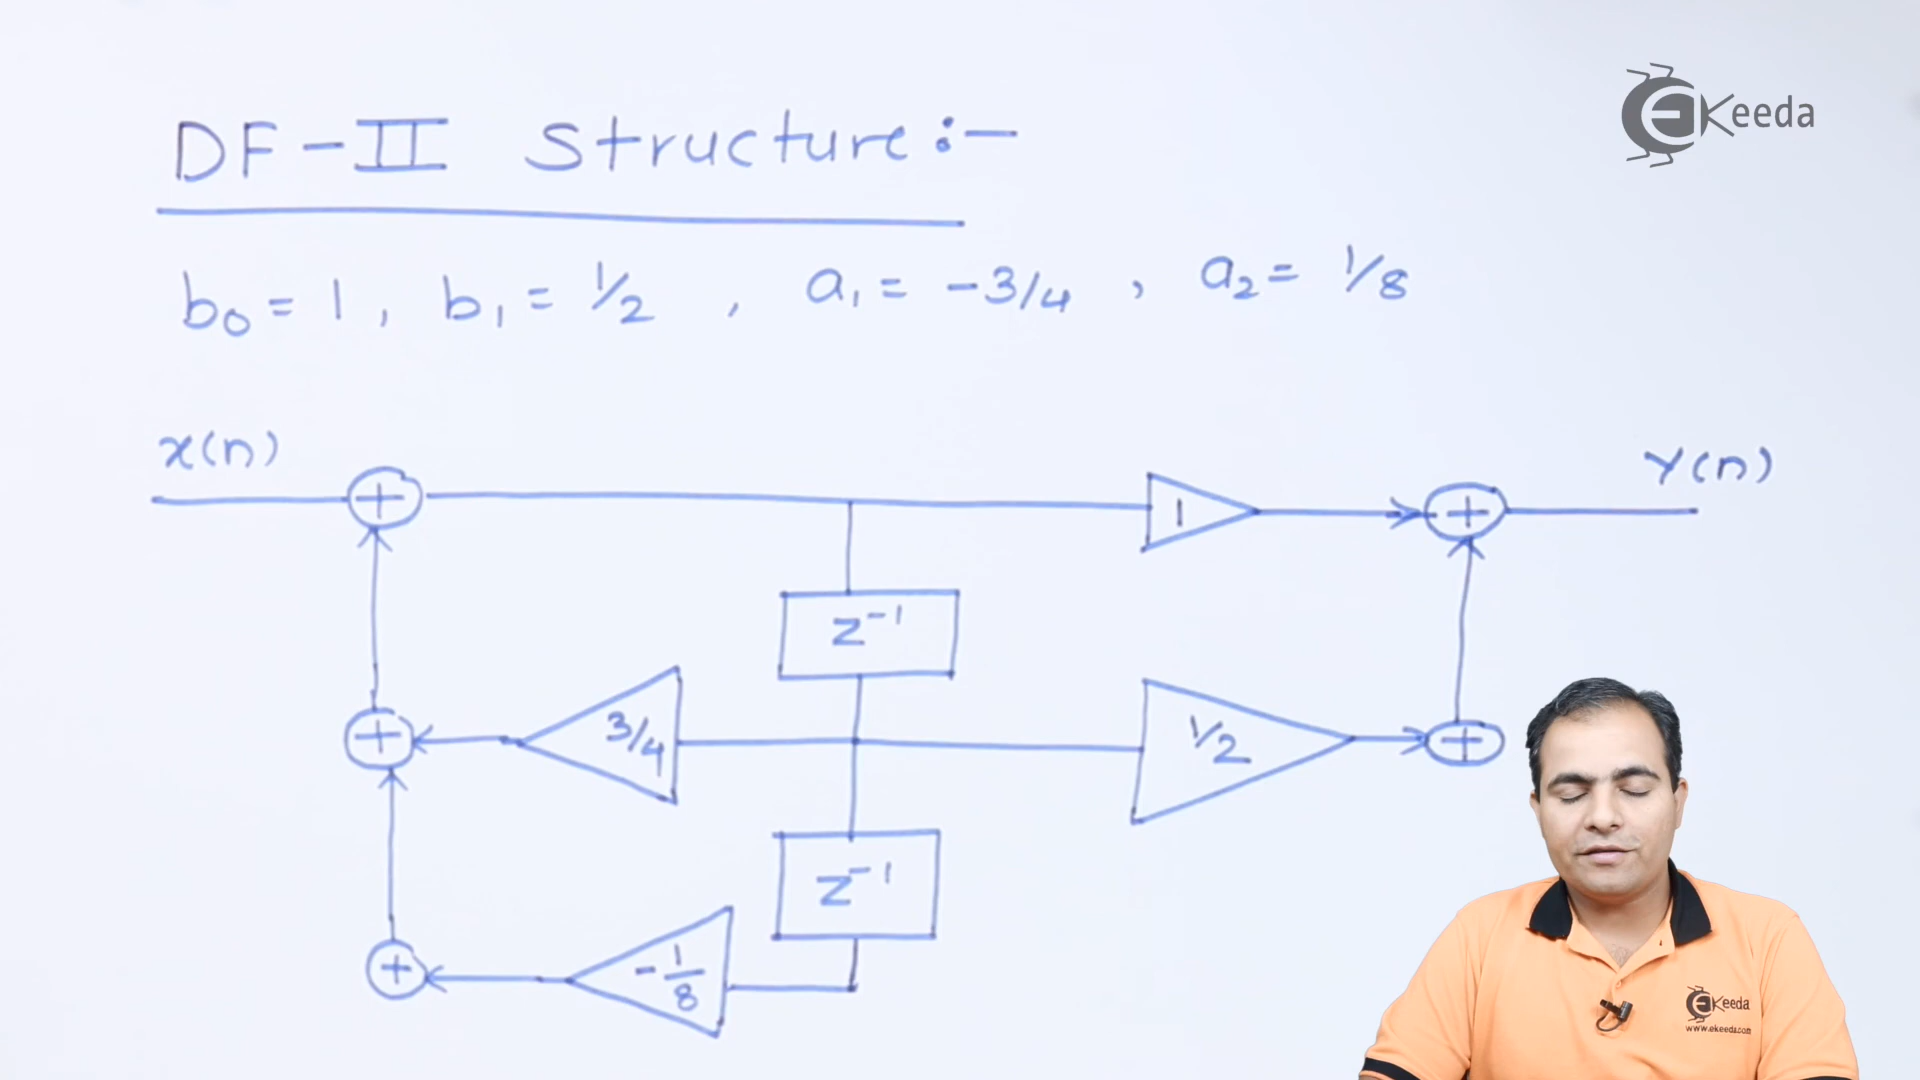 EKeeda
DF-II Structure:-
b0 = 1, b1 = 1/2, a1 = -3/4, a2 = 1/8
x(n)
y(n)
+
1
+
z^-1
+
3/4
1/2
+
z^-1
+
-1/8
EKeeda
www.ekeeda.com